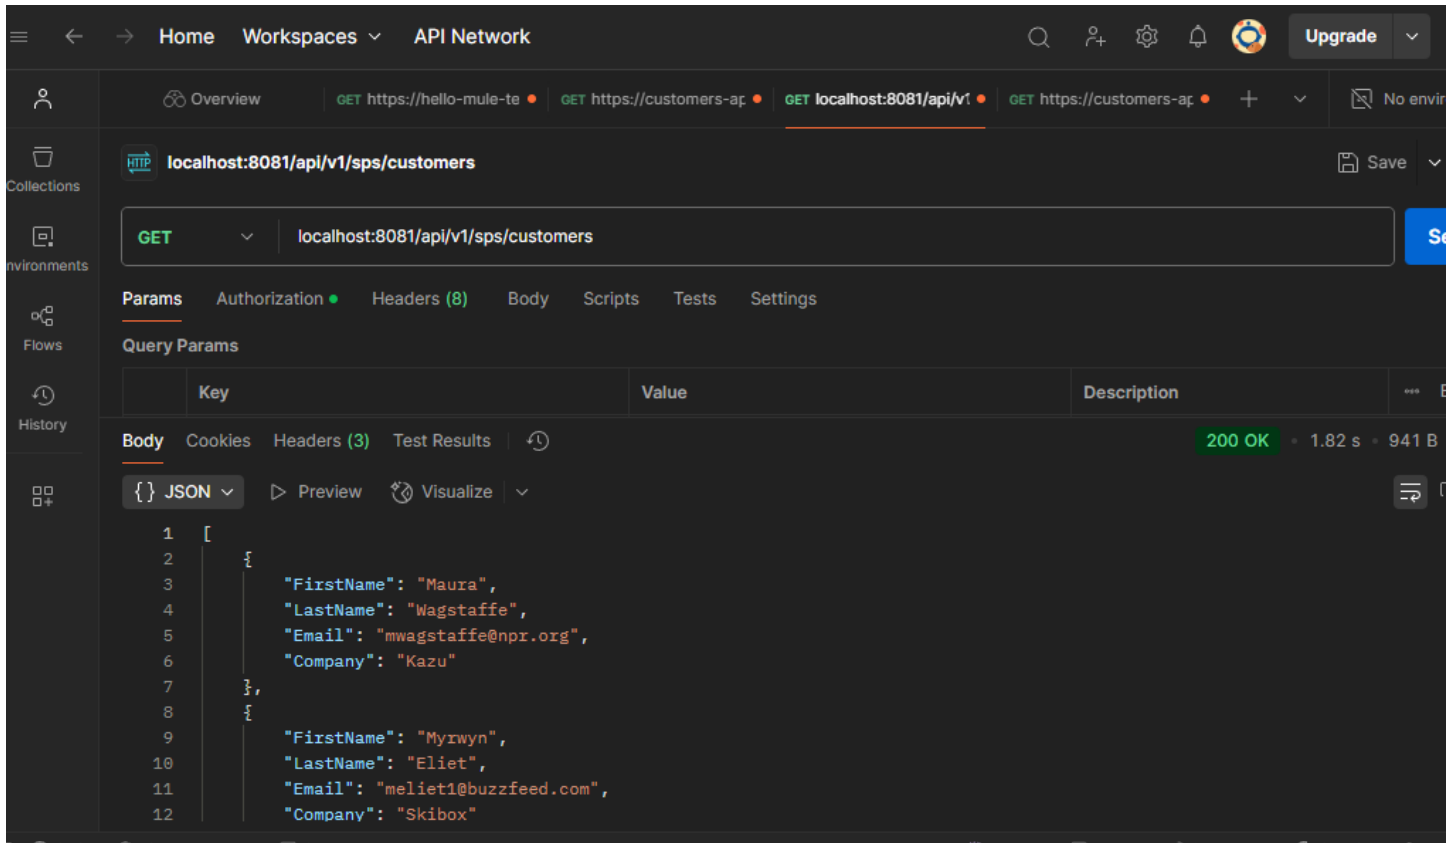 Home Workspaces API Network Upgrade
Overview GET https://hello-mule-te GET https://customers-ap GET localhost:8081/api/v1 GET https://customers-ap No envir
HTTP localhost:8081/api/v1/sps/customers Save
Collections
GET localhost:8081/api/v1/sps/customers Se
nvironments
Params Authorization Headers (8) Body Scripts Tests Settings
Flows
Query Params
Key Value Description
History
Body Cookies Headers (3) Test Results 200 OK • 1.82 s • 941 B
{} JSON Preview Visualize
1 [
2 {
3 "FirstName": "Maura",
4 "LastName": "Wagstaffe",
5 "Email": "mwagstaffe@npr.org",
6 "Company": "Kazu"
7 },
8 {
9 "FirstName": "Myrwyn",
10 "LastName": "Eliet",
11 "Email": "meliet1@buzzfeed.com",
12 "Company": "Skibox"